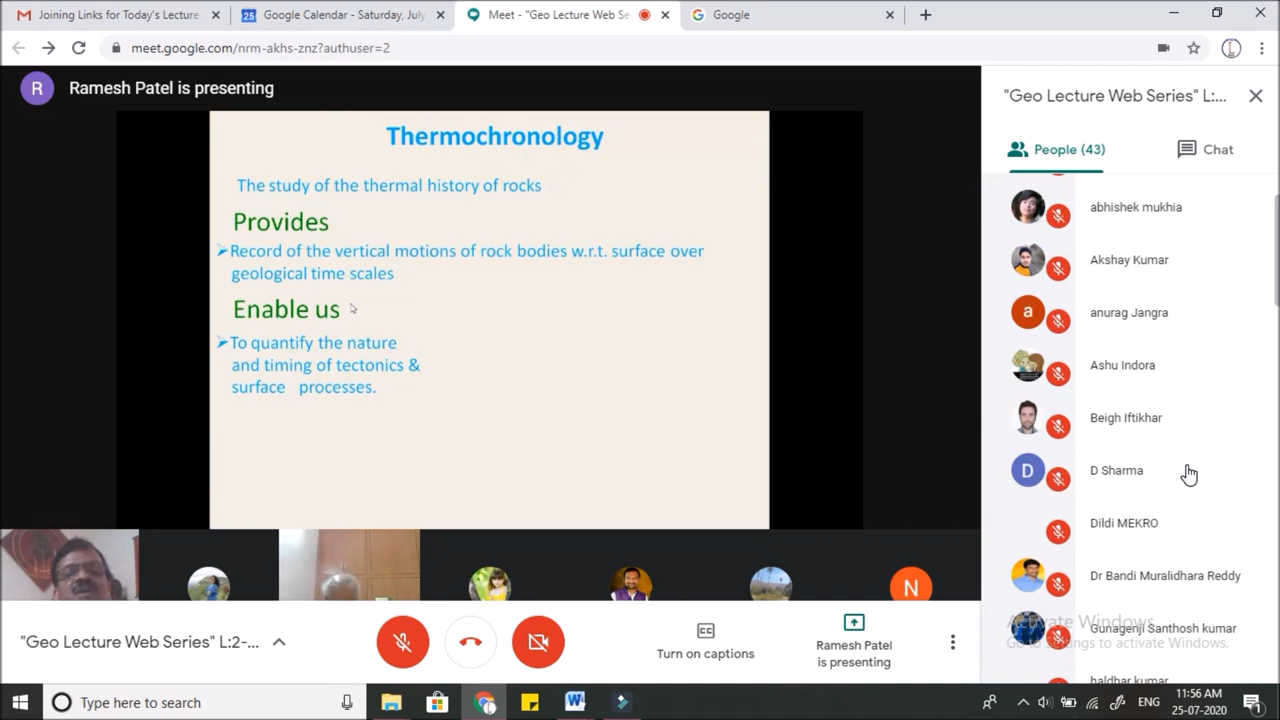 Joining Links for Today's Lecture
Google Calendar - Saturday, July
Meet - "Geo Lecture Web Se
Google
meet.google.com/nrm-akhs-znz?authuser=2
R
Ramesh Patel is presenting
Thermochronology
The study of the thermal history of rocks
Provides
➢Record of the vertical motions of rock bodies w.r.t. surface over
geological time scales
Enable us
➢To quantify the nature
and timing of tectonics &
surface processes.
"Geo Lecture Web Series" L:...
People (43)
Chat
abhishek mukhia
Akshay Kumar
a
anurag Jangra
Ashu Indora
Beigh Iftikhar
D
D Sharma
Dildi MEKRO
Dr Bandi Muralidhara Reddy
Gunagenji Santhosh kumar
haldhar kumar
Activate Windows
Go to Settings to activate Windows.
N
"Geo Lecture Web Series" L:2-...
Turn on captions
Ramesh Patel
is presenting
Type here to search
ENG
11:56 AM
25-07-2020
1